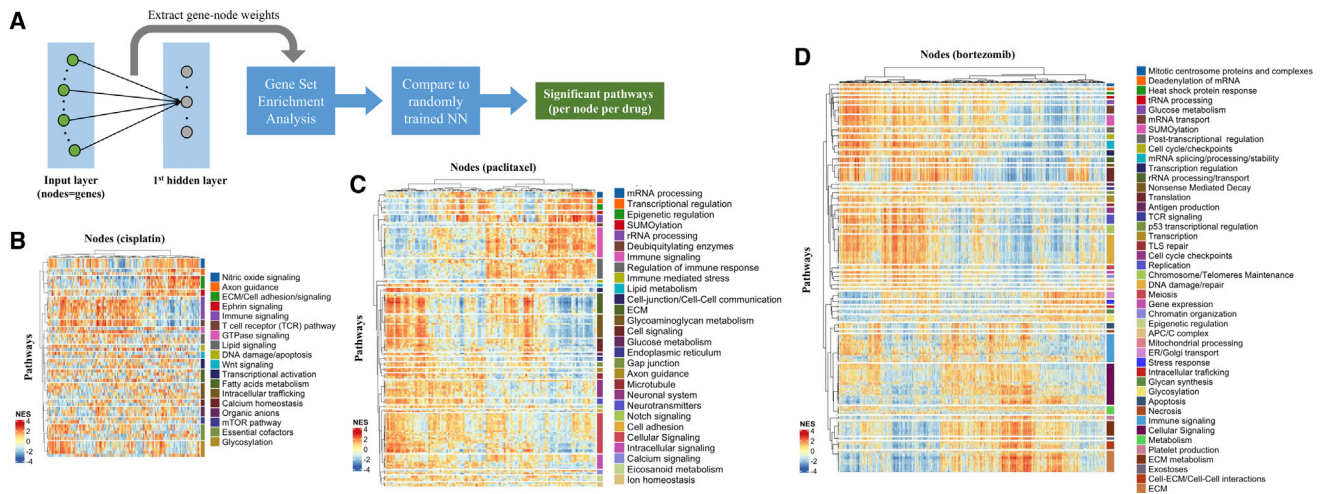 A
Extract gene-node weights
Input layer
(nodes=genes)
1st hidden layer
Gene Set
Enrichment
Analysis
Compare to
randomly
trained NN
Significant pathways
(per node per drug)
B
Nodes (cisplatin)
Pathways
NES
4
2
0
-2
-4
Nitric oxide signaling
Axon guidance
ECM/Cell adhesion/signaling
Ephrin signaling
Immune signaling
T cell receptor (TCR) pathway
GTPase signaling
Lipid signaling
DNA damage/apoptosis
Wnt signaling
Transcriptional activation
Fatty acids metabolism
Intracellular trafficking
Calcium homeostasis
Organic anions
mTOR pathway
Essential cofactors
Glycosylation
C
Nodes (paclitaxel)
Pathways
NES
4
2
0
-2
-4
mRNA processing
Transcriptional regulation
Epigenetic regulation
SUMOylation
rRNA processing
Deubiquitylating enzymes
Immune signaling
Regulation of immune response
Immune mediated stress
Lipid metabolism
Cell-junction/Cell-Cell communication
ECM
Glycoaminoglycan metabolism
Cell signaling
Glucose metabolism
Endoplasmic reticulum
Gap junction
Axon guidance
Microtubule
Neuronal system
Neurotransmitters
Notch signaling
Cell adhesion
Cellular Signaling
Intracellular signaling
Calcium signaling
Eicosanoid metabolism
Ion homeostasis
D
Nodes (bortezomib)
Pathways
NES
4
2
0
-2
-4
Mitotic centrosome proteins and complexes
Deadenylation of mRNA
Heat shock protein response
tRNA processing
Glucose metabolism
mRNA transport
SUMOylation
Post-transcriptional regulation
Cell cycle/checkpoints
mRNA splicing/processing/stability
Transcription regulation
rRNA processing/transport
Nonsense Mediated Decay
Translation
Antigen production
TCR signaling
p53 transcriptional regulation
Transcription
TLS repair
Cell cycle checkpoints
Replication
Chromosome/Telomeres Maintenance
DNA damage/repair
Meiosis
Gene expression
Chromatin organization
Epigenetic regulation
APC/C complex
Mitochondrial processing
ER/Golgi transport
Stress response
Intracellular traficking
Glycan synthesis
Glycosylation
Apoptosis
Necrosis
Immune signaling
Cellular Signaling
Metabolism
Platelet production
ECM metabolism
Exostoses
Cell-ECM/Cell-Cell interactions
ECM